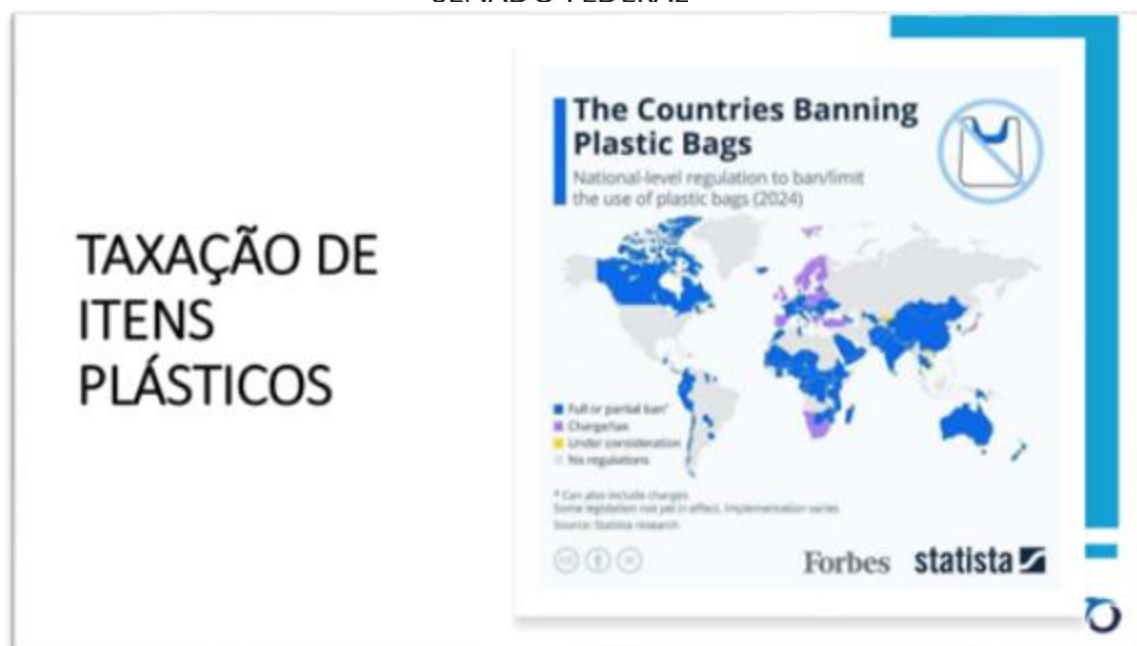 SENADO FEDERAL
TAXAÇÃO DE
ITENS
PLÁSTICOS
The Countries Banning
Plastic Bags
National-level regulation to ban/limit
the use of plastic bags (2024)
Full or partial ban*
Charge/tax
Under consideration
No regulations
* Can also include charges
Some legislation not yet in effect. Implementation varies
Source: Statista research
Forbes statista